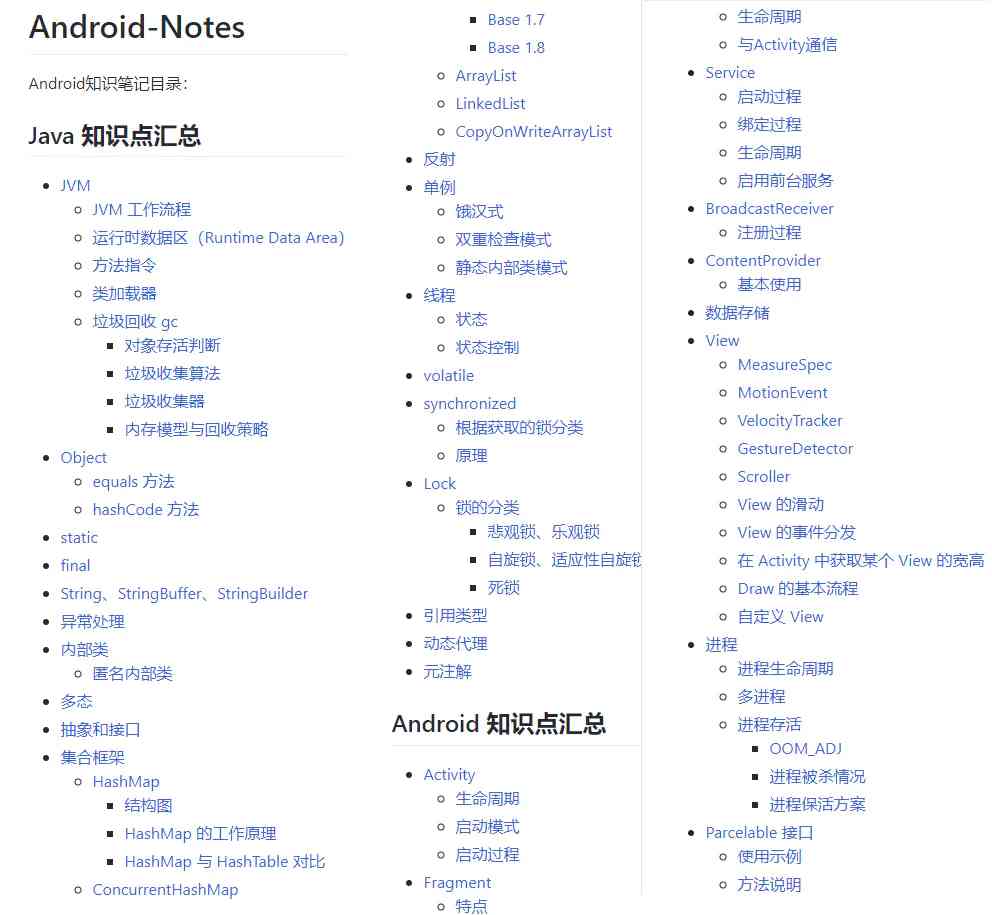 Android-Notes
Android知识笔记目录：
Java 知识点汇总
JVM
JVM 工作流程
运行时数据区（Runtime Data Area）
方法指令
类加载器
垃圾回收 gc
对象存活判断
垃圾收集算法
垃圾收集器
内存模型与回收策略
Object
equals 方法
hashCode 方法
static
final
String、StringBuffer、StringBuilder
异常处理
内部类
匿名内部类
多态
抽象和接口
集合框架
HashMap
结构图
HashMap 的工作原理
HashMap 与 HashTable 对比
ConcurrentHashMap
Base 1.7
Base 1.8
ArrayList
LinkedList
CopyOnWriteArrayList
反射
单例
饿汉式
双重检查模式
静态内部类模式
线程
状态
状态控制
volatile
synchronized
根据获取的锁分类
原理
Lock
锁的分类
悲观锁、乐观锁
自旋锁、适应性自旋锁
死锁
引用类型
动态代理
元注解
Android 知识点汇总
Activity
生命周期
启动模式
启动过程
Fragment
特点
生命周期
与Activity通信
Service
启动过程
绑定过程
生命周期
启用前台服务
BroadcastReceiver
注册过程
ContentProvider
基本使用
数据存储
View
MeasureSpec
MotionEvent
VelocityTracker
GestureDetector
Scroller
View 的滑动
View 的事件分发
在 Activity 中获取某个 View 的宽高
Draw 的基本流程
自定义 View
进程
进程生命周期
多进程
进程存活
OOM_ADJ
进程被杀情况
进程保活方案
Parcelable 接口
使用示例
方法说明